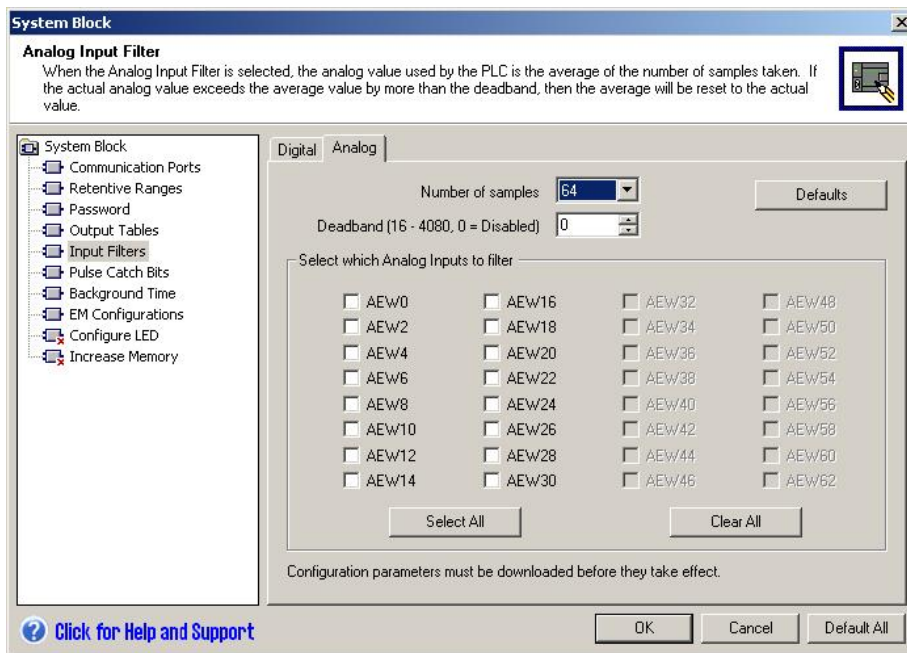 System Block
Analog Input Filter
When the Analog Input Filter is selected, the analog value used by the PLC is the average of the number of samples taken. If
the actual analog value exceeds the average value by more than the deadband, then the average will be reset to the actual
value.
System Block
Communication Ports
Retentive Ranges
Password
Output Tables
Input Filters
Pulse Catch Bits
Background Time
EM Configurations
Configure LED
Increase Memory
Digital Analog
Number of samples 64 Defaults
Deadband (16 - 4080, 0 = Disabled) 0
Select which Analog Inputs to filter
AEW0 AEW16 AEW32 AEW48
AEW2 AEW18 AEW34 AEW50
AEW4 AEW20 AEW36 AEW52
AEW6 AEW22 AEW38 AEW54
AEW8 AEW24 AEW40 AEW56
AEW10 AEW26 AEW42 AEW58
AEW12 AEW28 AEW44 AEW60
AEW14 AEW30 AEW46 AEW62
Select All Clear All
Configuration parameters must be downloaded before they take effect.
Click for Help and Support OK Cancel Default All